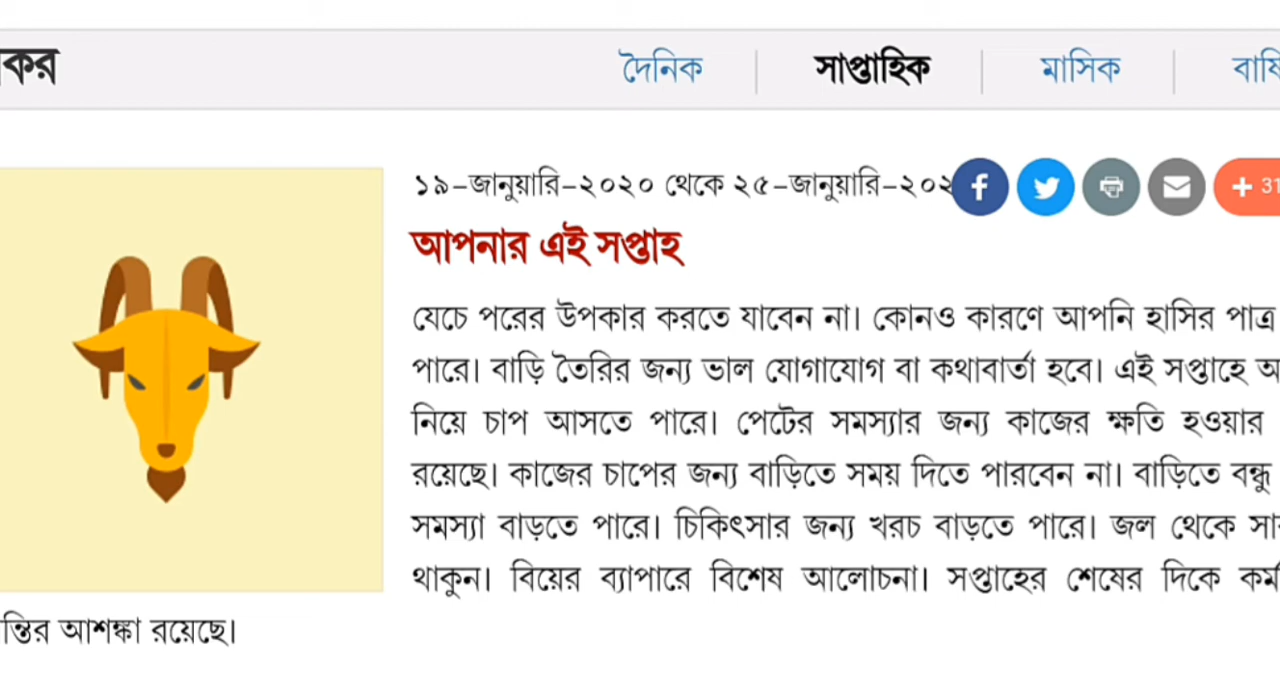 কর
দৈনিক
সাপ্তাহিক
মাসিক
১৯-জানুয়ারি-২০২০ থেকে ২৫-জানুয়ারি-২০২
+ 31
আপনার এই সপ্তাহ
যেচে পরের উপকার করতে যাবেন না। কোনও কারণে আপনি হাসির পাত্র
পারে। বাড়ি তৈরির জন্য ভাল যোগাযোগ বা কথাবার্তা হবে। এই সপ্তাহে
নিয়ে চাপ আসতে পারে। পেটের সমস্যার জন্য কাজের ক্ষতি হওয়ার
রয়েছে। কাজের চাপের জন্য বাড়িতে সময় দিতে পারবেন না। বাড়িতে বন্ধু
সমস্যা বাড়তে পারে। চিকিৎসার জন্য খরচ বাড়তে পারে। জল থেকে
থাকুন। বিয়ের ব্যাপারে বিশেষ আলোচনা। সপ্তাহের শেষের দিকে
ন্তির আশঙ্কা রয়েছে।